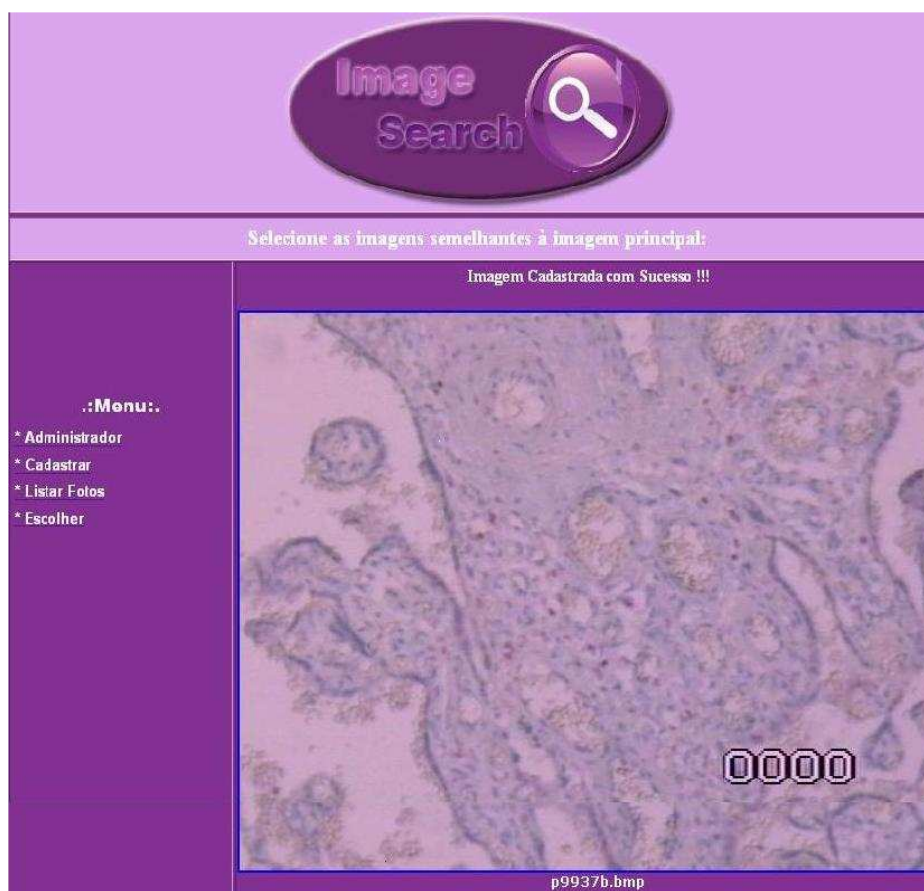 Image
Search
Selecione as imagens semelhantes à imagem principal:
Imagem Cadastrada com Sucesso !!!
.:Menu:.
* Administrador
* Cadastrar
* Listar Fotos
* Escolher
0000
p9937b.bmp